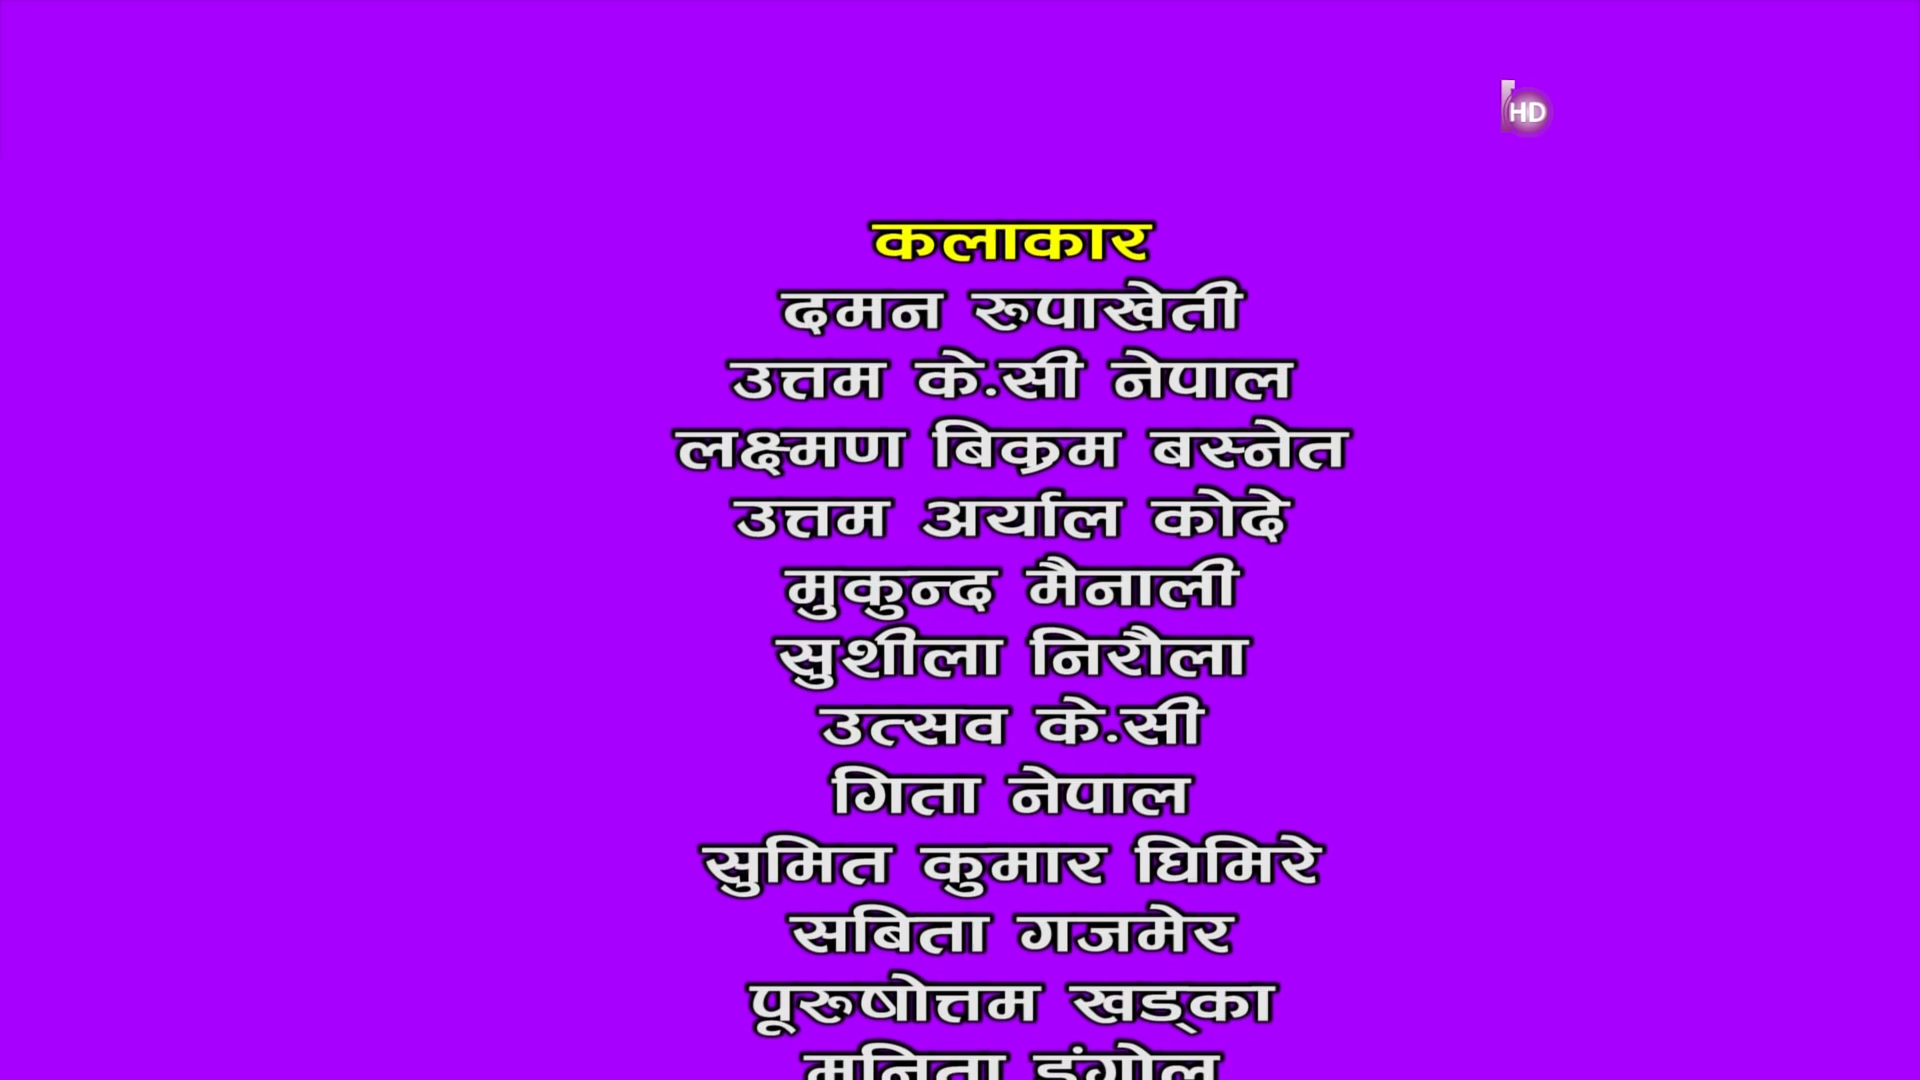 HD
कलाकार
दमन रुपाखेती
उत्तम के.सी नेपाल
लक्ष्मण बिक्रम बस्नेत
उत्तम अर्याल कोदे
मुकुन्द मैनाली
सुशीला निरौला
उत्सव के.सी
गिता नेपाल
सुमित कुमार घिमिरे
सबिता गजमेर
पूरुषोत्तम खड्का